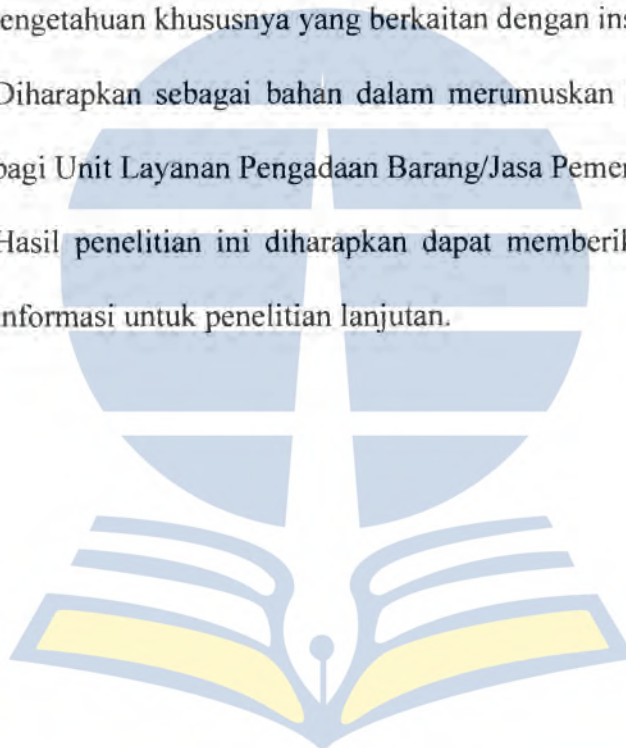 engetahuan khususnya yang berkaitan dengan ins
Diharapkan sebagai bahan dalam merumuskan
bagi Unit Layanan Pengadaan Barang/Jasa Pemer
Hasil penelitian ini diharapkan dapat memberik
informasi untuk penelitian lanjutan.